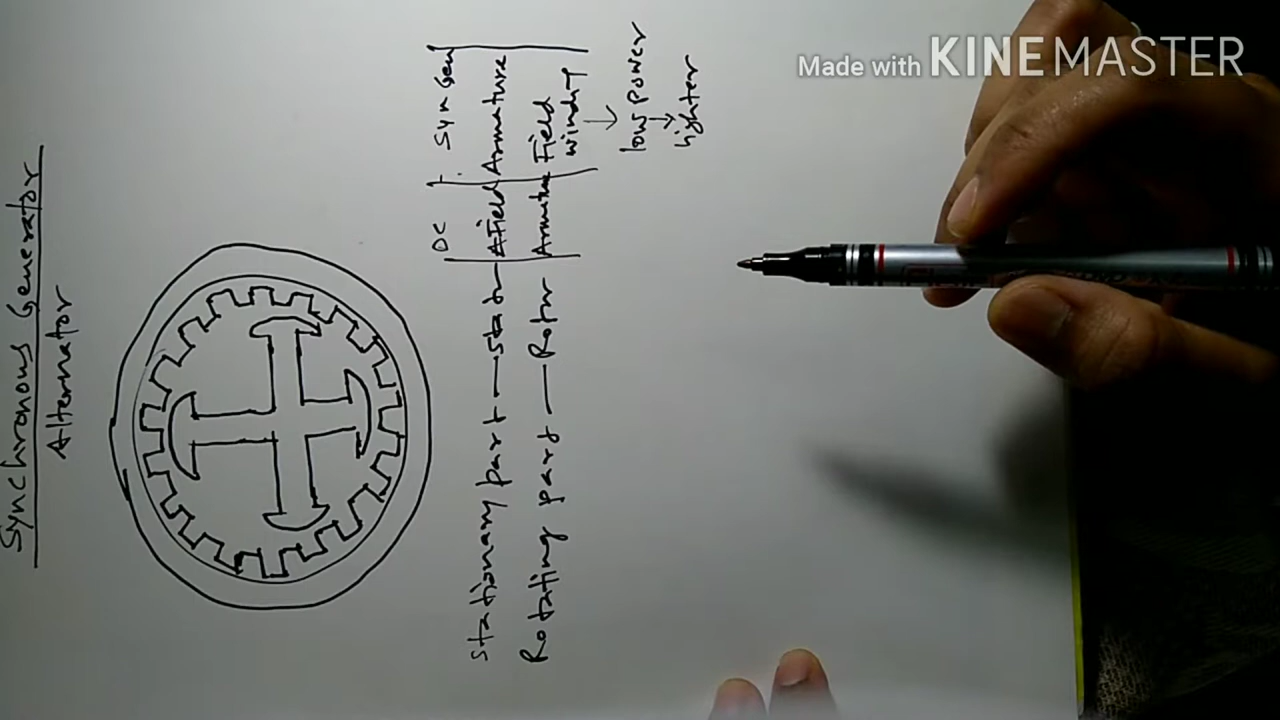 Synchronous Generator
Alternator
DC Syn Gen
Stationary part — Stator Field Armature
Rotating part — Rotor Armature Field
winding
↓
low power
↓
lighter
Made with KINEMASTER